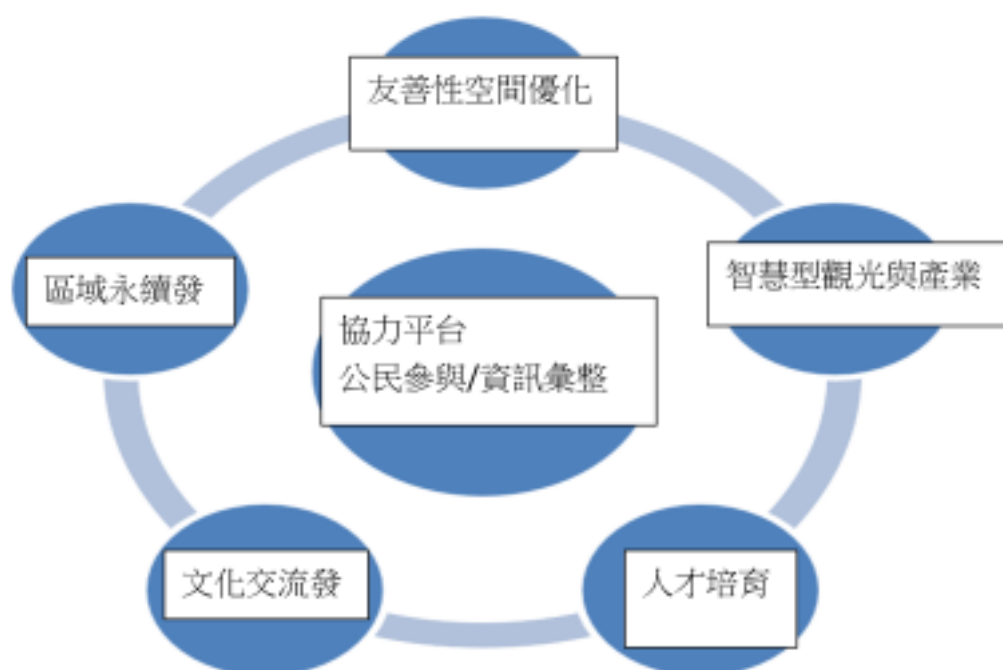 友善性空間優化
區域永續發
智慧型觀光與產業
協力平台
公民參與/資訊彙整
文化交流發
人才培育